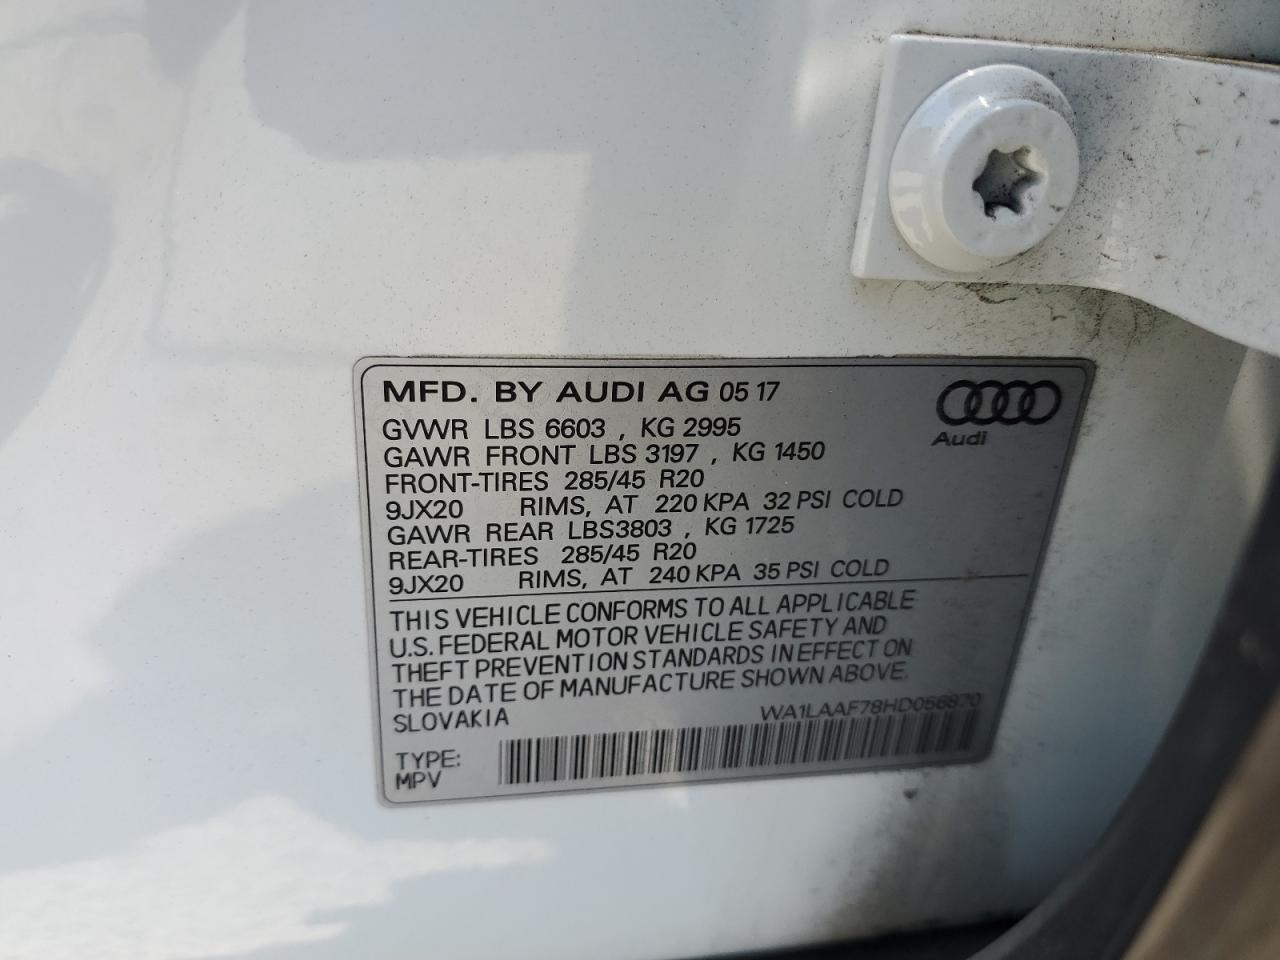 MFD. BY AUDI AG 05 17
Audi
GVWR LBS 6603 , KG 2995
GAWR FRONT LBS 3197 , KG 1450
FRONT-TIRES 285/45 R20
9JX20 RIMS, AT 220 KPA 32 PSI COLD
GAWR REAR LBS3803 , KG 1725
REAR-TIRES 285/45 R20
9JX20 RIMS, AT 240 KPA 35 PSI COLD
THIS VEHICLE CONFORMS TO ALL APPLICABLE
U.S. FEDERAL MOTOR VEHICLE SAFETY AND
THEFT PREVENTION STANDARDS IN EFFECT ON
THE DATE OF MANUFACTURE SHOWN ABOVE.
SLOVAKIA WA1LAAF78HD056870
TYPE:
MPV